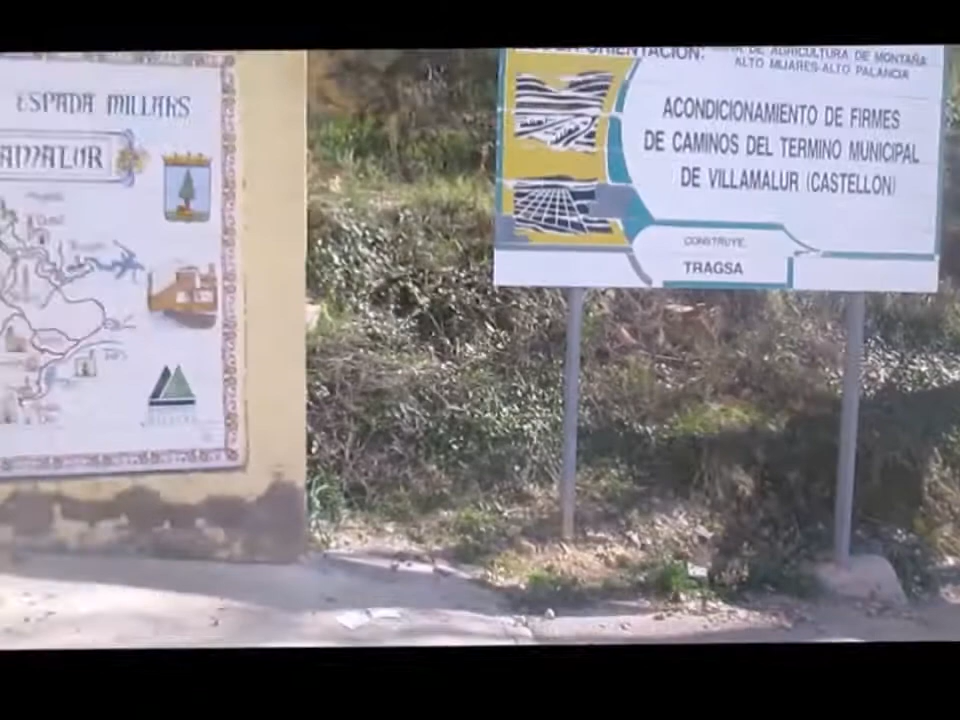 ESPADA MILLARS
AMALUR
ORIENTACION:
DE AGRICULTURA DE MONTAÑA
ALTO MIJARES-ALTO PALANCIA
ACONDICIONAMIENTO DE FIRMES
DE CAMINOS DEL TERMINO MUNICIPAL
DE VILLAMALUR (CASTELLON)
CONSTRUYE:
TRAGSA